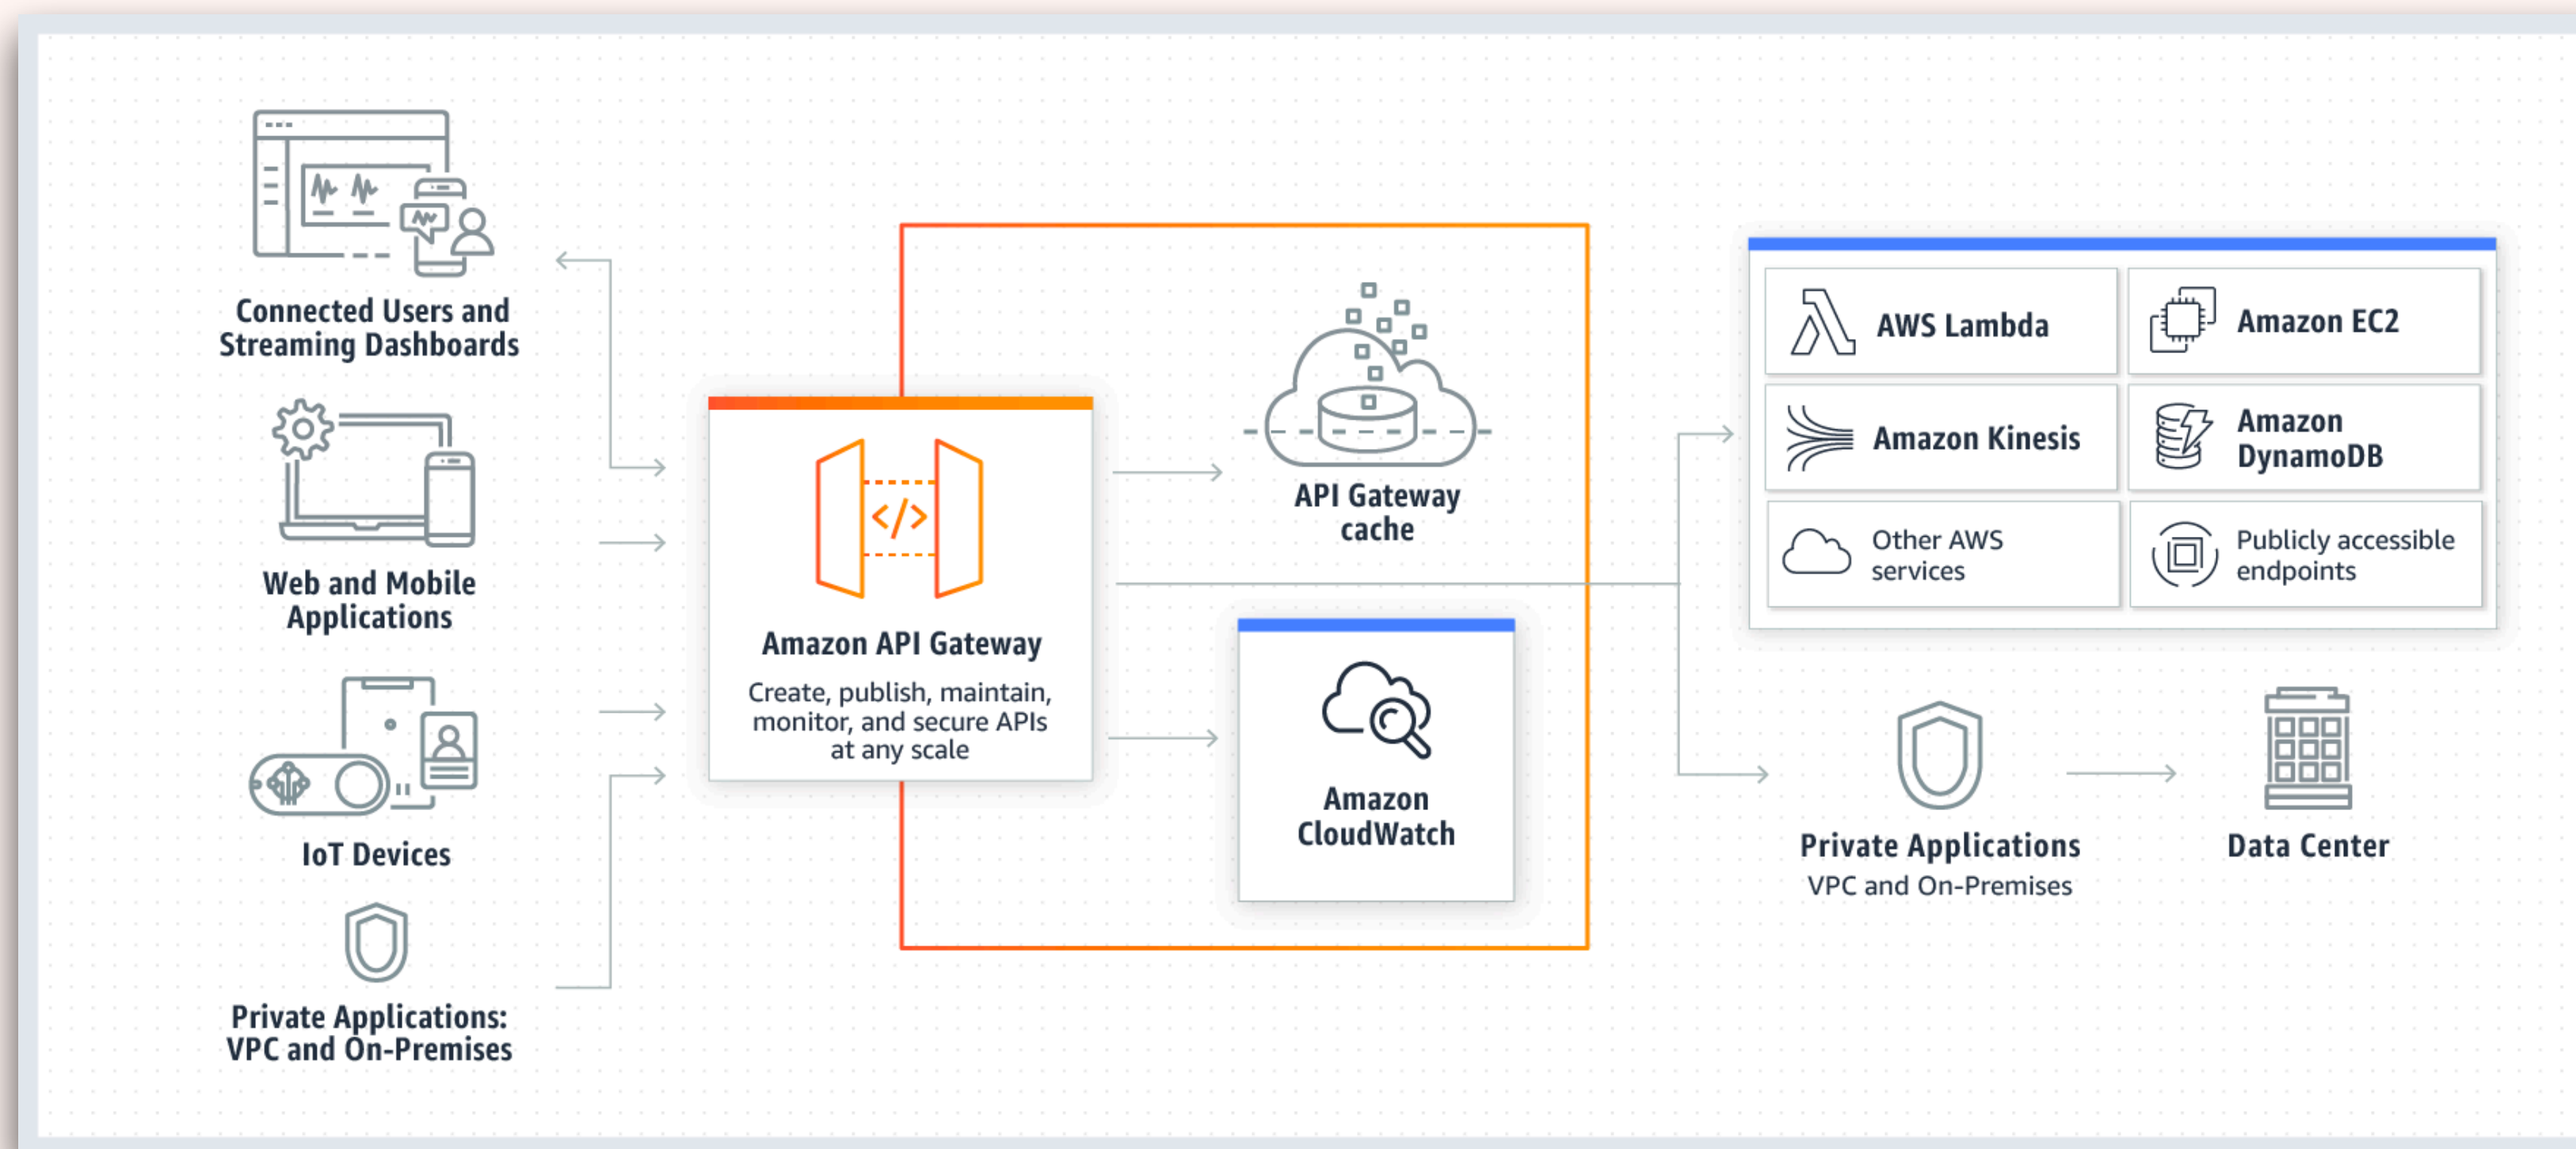 Connected Users and
Streaming Dashboards
Web and Mobile
Applications
IoT Devices
Private Applications:
VPC and On-Premises
Amazon API Gateway
Create, publish, maintain,
monitor, and secure APIs
at any scale
API Gateway
cache
Amazon
CloudWatch
AWS Lambda
Amazon EC2
Amazon Kinesis
Amazon
DynamoDB
Other AWS
services
Publicly accessible
endpoints
Private Applications
VPC and On-Premises
Data Center